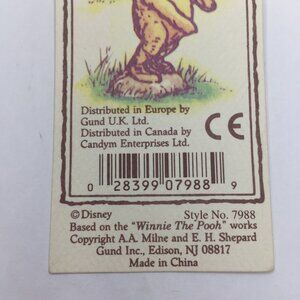 Distributed in Europe by
Gund U.K. Ltd.
Distributed in Canada by
Candym Enterprises Ltd.
CE
0 28399 07988 9
© Disney Style No. 7988
Based on the "Winnie The Pooh" works
Copyright A.A. Milne and E. H. Shepard
Gund Inc., Edison, NJ 08817
Made in China